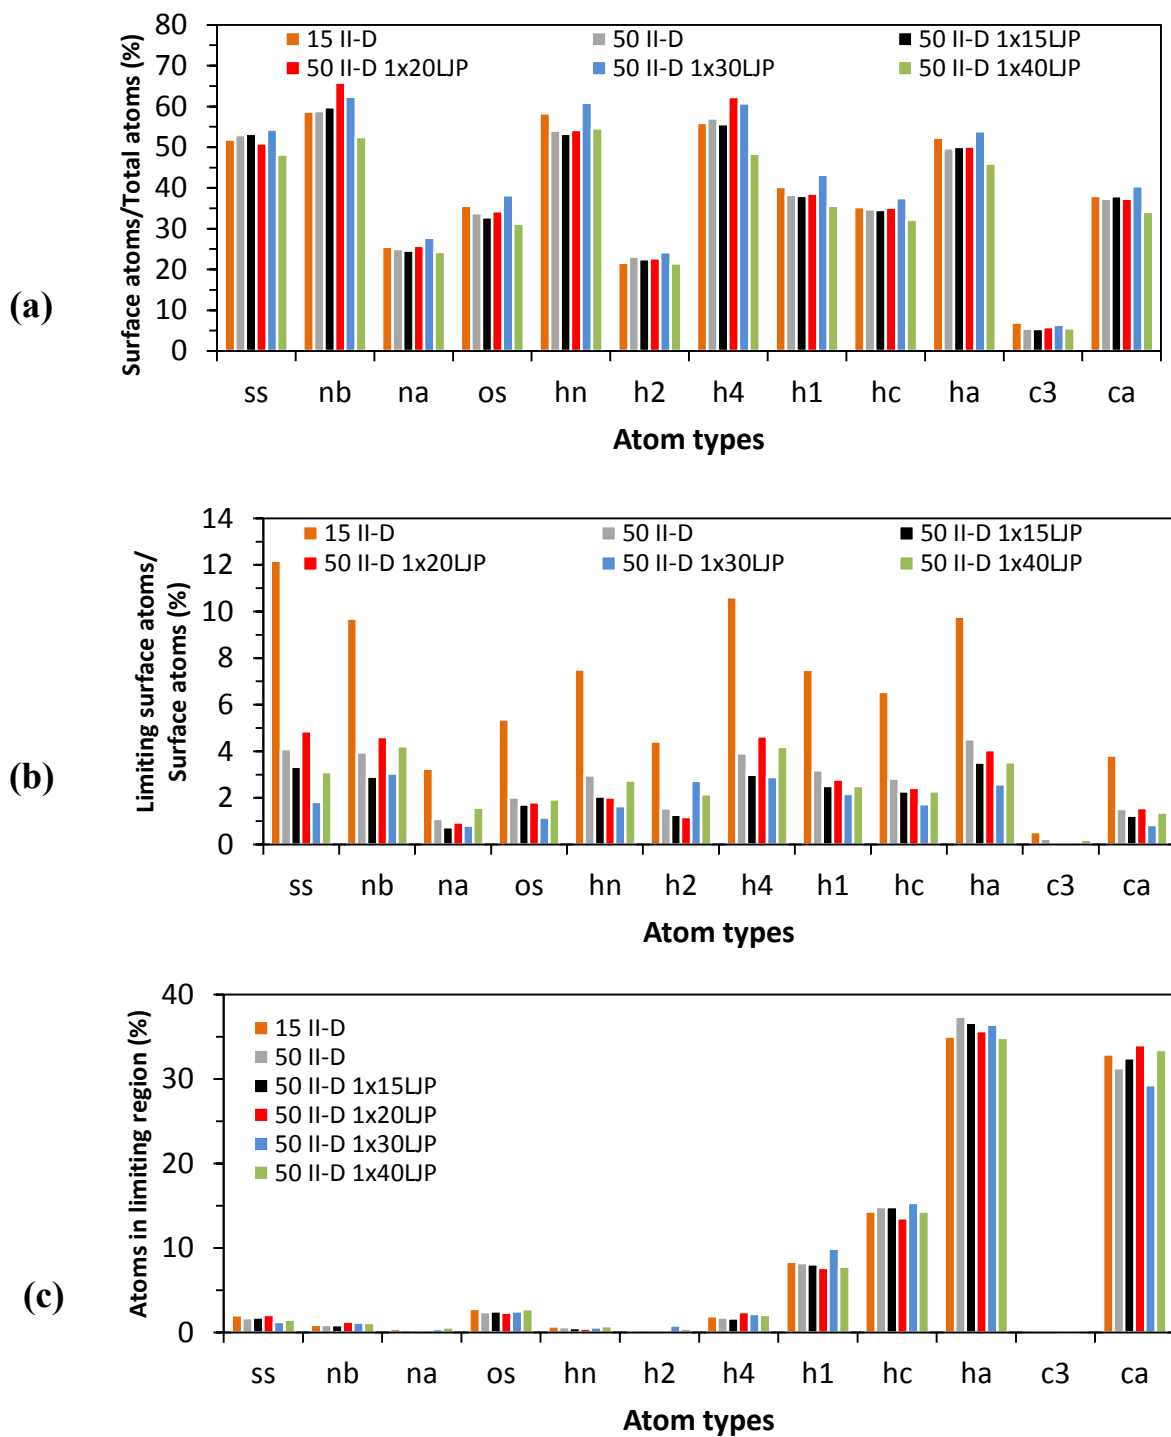 (a)
Surface atoms/Total atoms (%)
80
70
60
50
40
30
20
10
0
15 II-D
50 II-D
50 II-D 1x15LJP
50 II-D 1x20LJP
50 II-D 1x30LJP
50 II-D 1x40LJP
ss nb na os hn h2 h4 h1 hc ha c3 ca
Atom types
(b)
Limiting surface atoms/
Surface atoms (%)
14
12
10
8
6
4
2
0
15 II-D
50 II-D
50 II-D 1x15LJP
50 II-D 1x20LJP
50 II-D 1x30LJP
50 II-D 1x40LJP
ss nb na os hn h2 h4 h1 hc ha c3 ca
Atom types
(c)
Atoms in limiting region (%)
40
30
20
10
0
15 II-D
50 II-D
50 II-D 1x15LJP
50 II-D 1x20LJP
50 II-D 1x30LJP
50 II-D 1x40LJP
ss nb na os hn h2 h4 h1 hc ha c3 ca
Atom types